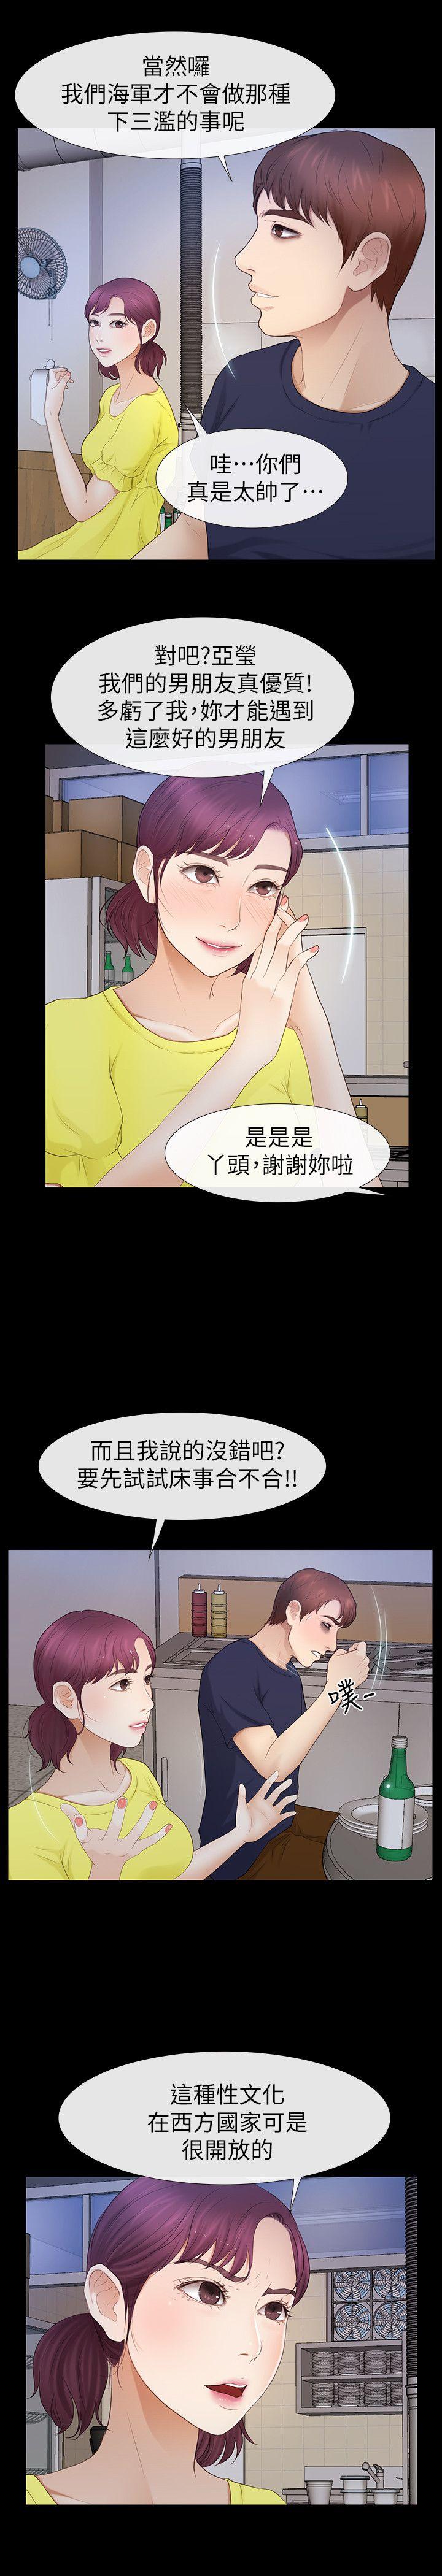 當然囉
我們海軍才不會做那種
下三濫的事呢
哇…你們
真是太帥了…
對吧?亞瑩
我們的男朋友真優質!
多虧了我,妳才能遇到
這麼好的男朋友
是是是
丫頭,謝謝妳啦
而且我說的沒錯吧?
要先試試床事合不合!!
噗-
這種性文化
在西方國家可是
很開放的